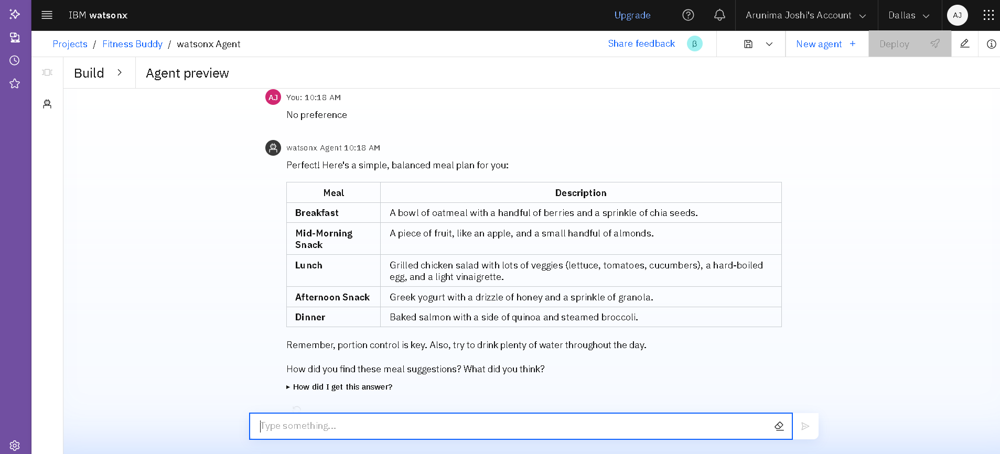 IBM watsonx
Upgrade
Arunima Joshi's Account
Dallas
AJ
Projects / Fitness Buddy / watsonx Agent
Share feedback
β
New agent +
Deploy
Build
Agent preview
AJ
You: 10:18 AM
No preference
watsonx Agent 10:18 AM
Perfect! Here's a simple, balanced meal plan for you:
Meal
Description
Breakfast
A bowl of oatmeal with a handful of berries and a sprinkle of chia seeds.
Mid-Morning
Snack
A piece of fruit, like an apple, and a small handful of almonds.
Lunch
Grilled chicken salad with lots of veggies (lettuce, tomatoes, cucumbers), a hard-boiled
egg, and a light vinaigrette.
Afternoon Snack
Greek yogurt with a drizzle of honey and a sprinkle of granola.
Dinner
Baked salmon with a side of quinoa and steamed broccoli.
Remember, portion control is key. Also, try to drink plenty of water throughout the day.
How did you find these meal suggestions? What did you think?
How did I get this answer?
Type something...